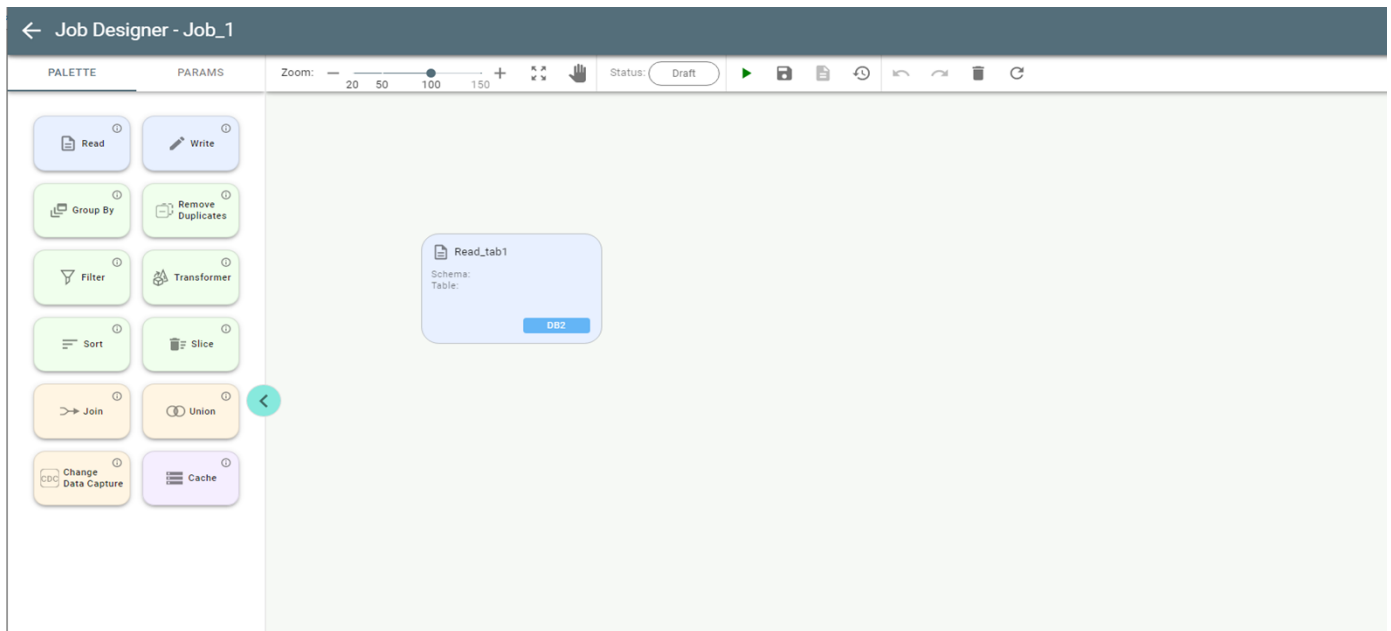 Job Designer - Job_1
PALETTE PARAMS Zoom: 20 50 100 150 Status: Draft
Read Write
Group By Remove Duplicates
Filter Transformer
Sort Slice
Join Union
CDC Change Data Capture Cache
Read_tab1
Schema:
Table:
DB2